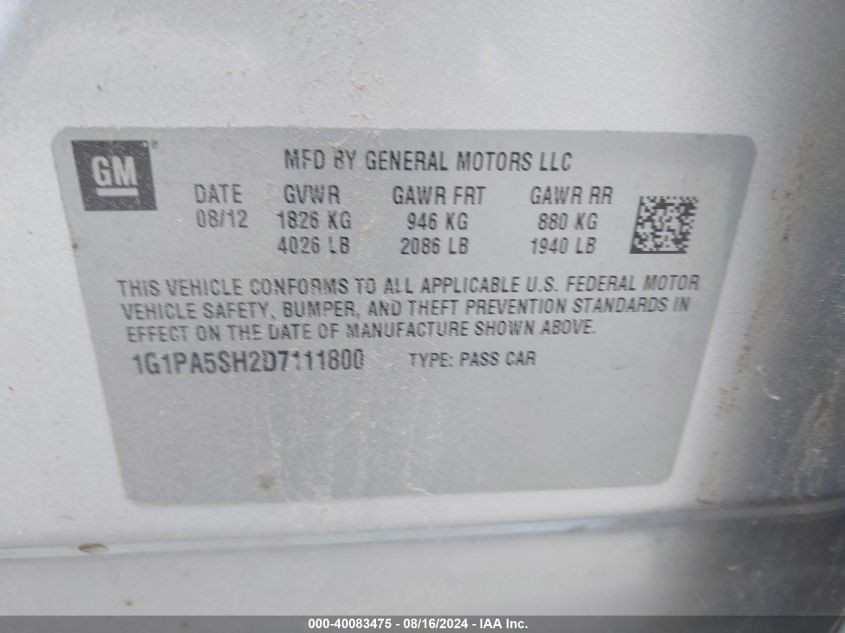 GM
MFD BY GENERAL MOTORS LLC
DATE GVWR GAWR FRT GAWR RR
08/12 1826 KG 946 KG 880 KG
4026 LB 2086 LB 1940 LB
THIS VEHICLE CONFORMS TO ALL APPLICABLE U.S. FEDERAL MOTOR
VEHICLE SAFETY, BUMPER, AND THEFT PREVENTION STANDARDS IN
EFFECT ON THE DATE OF MANUFACTURE SHOWN ABOVE.
1G1PA5SH2D7111800 TYPE: PASS CAR
000-40083475 - 08/16/2024 - IAA Inc.